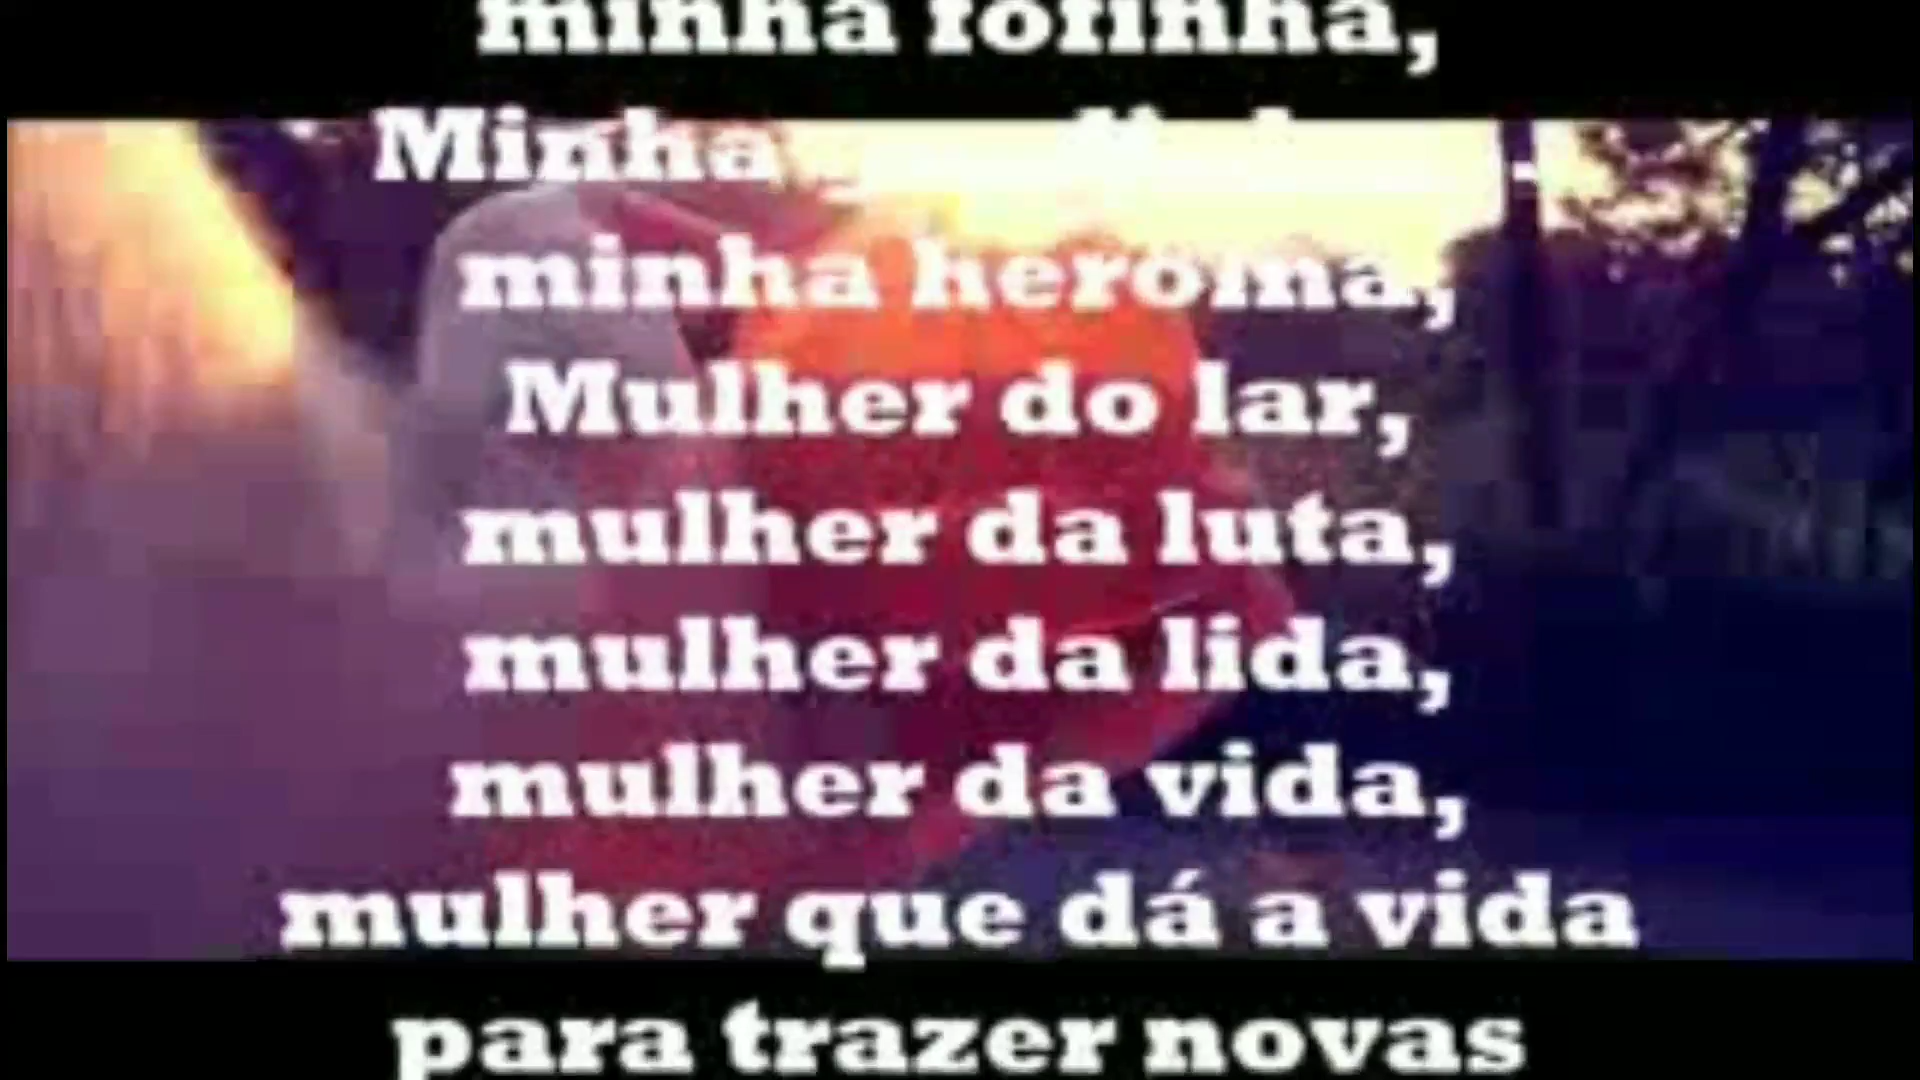 minha fofinha,
Minha
minha heroina,
Mulher do lar,
mulher da luta,
mulher da lida,
mulher da vida,
mulher que dá a vida
para trazer novas